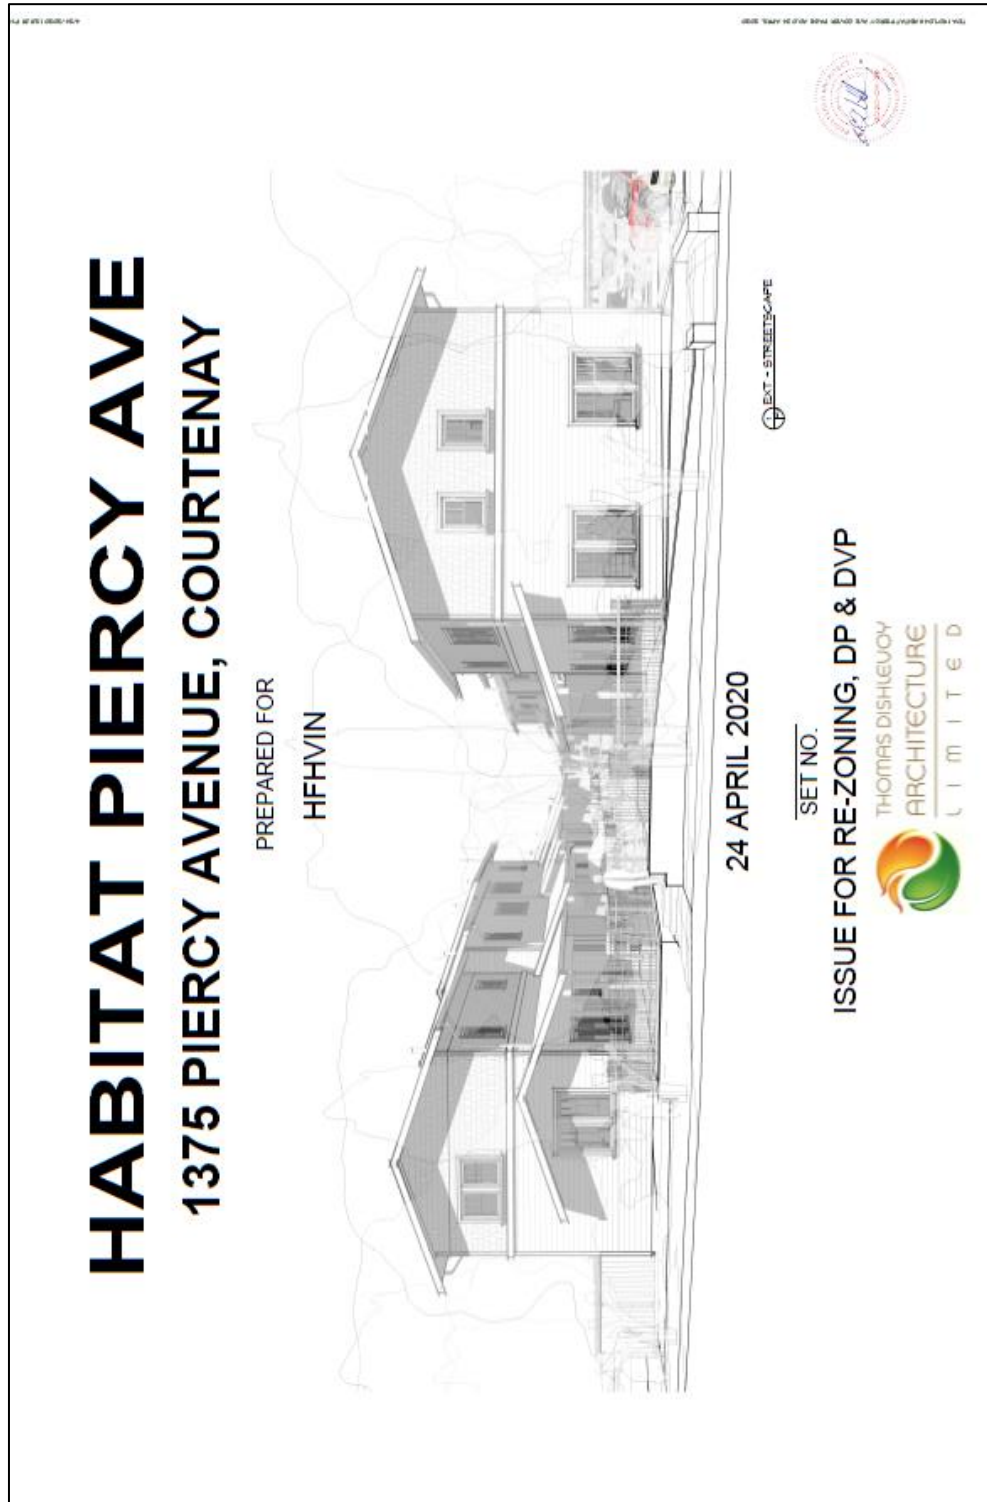 HABITAT PIERCY AVE
1375 PIERCY AVENUE, COURTENAY
PREPARED FOR
HFHVIN
1 EXT - STREETSCAPE
24 APRIL 2020
SET NO.
ISSUE FOR RE-ZONING, DP & DVP
THOMAS DISHLEVOY
ARCHITECTURE
LIMITED